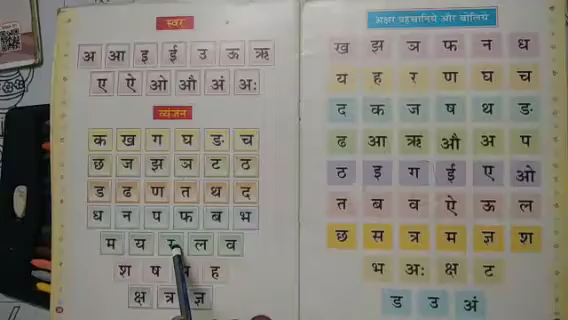 स्वर
अ आ इ ई उ ऊ ऋ
ए ऐ ओ औ अं अः
व्यंजन
क ख ग घ ङ च
छ ज झ ञ ट ठ
ड ढ ण त थ द
ध न प फ ब भ
म य र ल व
श ष ह
क्ष त्र ज्ञ
अक्षर पहचानिये और बोलिये
ख झ ञ फ न ध
य ह र ण घ च
द क ज ष थ ङ
ढ आ ऋ औ अ प
ठ इ ग ई ए ओ
त ब व ऐ ऊ ल
छ स त्र म ज्ञ श
भ अः क्ष ट
ड उ अं